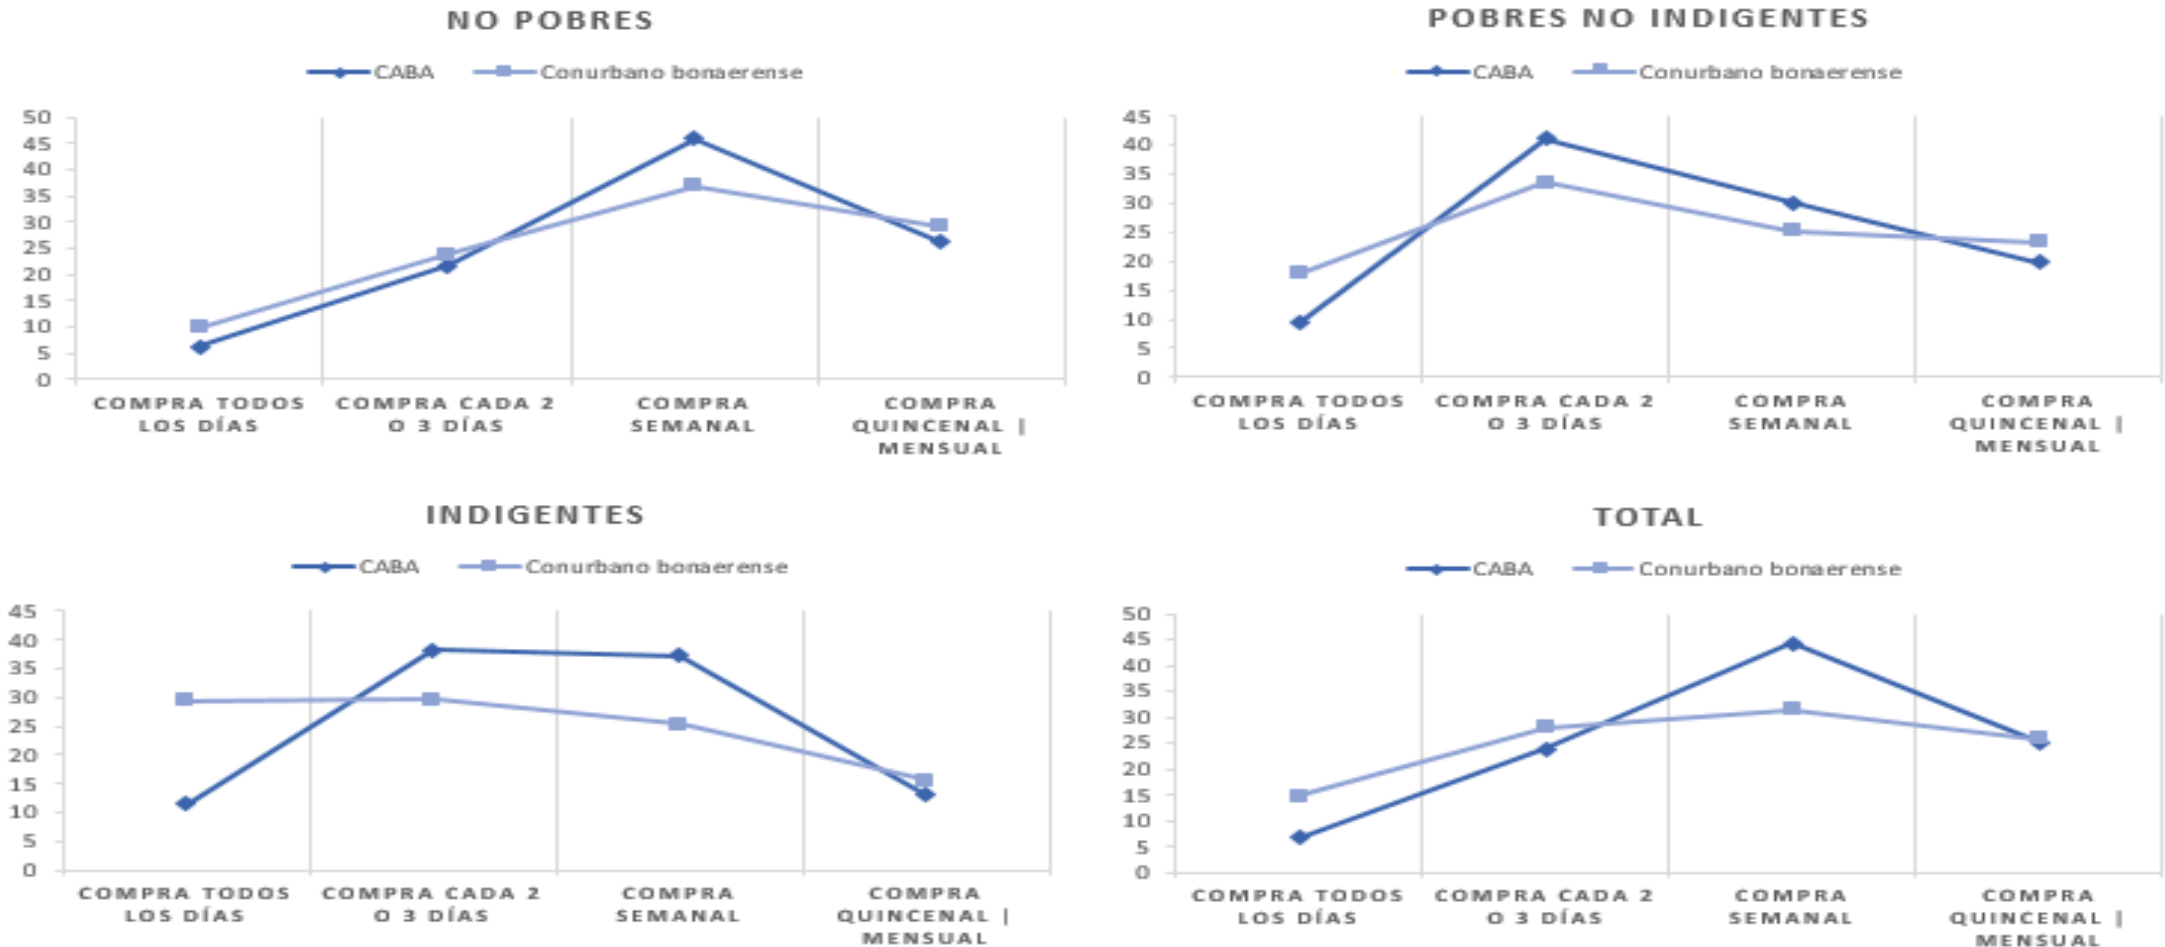 NO POBRES
CABA
Conurbano bonaerense
50
45
40
35
30
25
20
15
10
5
0
COMPRA TODOS
LOS DÍAS
COMPRA CADA 2
O 3 DÍAS
COMPRA
SEMANAL
COMPRA
QUINCENAL |
MENSUAL
POBRES NO INDIGENTES
CABA
Conurbano bonaerense
45
40
35
30
25
20
15
10
5
0
COMPRA TODOS
LOS DÍAS
COMPRA CADA 2
O 3 DÍAS
COMPRA
SEMANAL
COMPRA
QUINCENAL |
MENSUAL
INDIGENTES
CABA
Conurbano bonaerense
45
40
35
30
25
20
15
10
5
0
COMPRA TODOS
LOS DÍAS
COMPRA CADA 2
O 3 DÍAS
COMPRA
SEMANAL
COMPRA
QUINCENAL |
MENSUAL
TOTAL
CABA
Conurbano bonaerense
50
45
40
35
30
25
20
15
10
5
0
COMPRA TODOS
LOS DÍAS
COMPRA CADA 2
O 3 DÍAS
COMPRA
SEMANAL
COMPRA
QUINCENAL |
MENSUAL